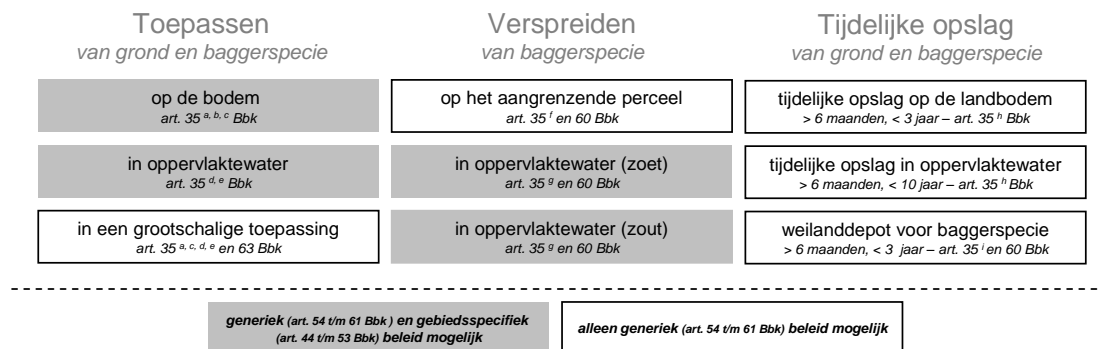 Toepassen
van grond en baggerspecie
op de bodem
art. 35 a, b, c Bbk
in oppervlaktewater
art. 35 d, e Bbk
in een grootschalige toepassing
art. 35 a, c, d, e en 63 Bbk
Verspreiden
van baggerspecie
op het aangrenzende perceel
art. 35 f en 60 Bbk
in oppervlaktewater (zoet)
art. 35 g en 60 Bbk
in oppervlaktewater (zout)
art. 35 g en 60 Bbk
Tijdelijke opslag
van grond en baggerspecie
tijdelijke opslag op de landbodem
> 6 maanden, < 3 jaar – art. 35 h Bbk
tijdelijke opslag in oppervlaktewater
> 6 maanden, < 10 jaar – art. 35 h Bbk
weilanddepot voor baggerspecie
> 6 maanden, < 3 jaar – art. 35 i en 60 Bbk
generiek (art. 54 t/m 61 Bbk ) en gebiedsspecifiek
(art. 44 t/m 53 Bbk) beleid mogelijk
alleen generiek (art. 54 t/m 61 Bbk) beleid mogelijk